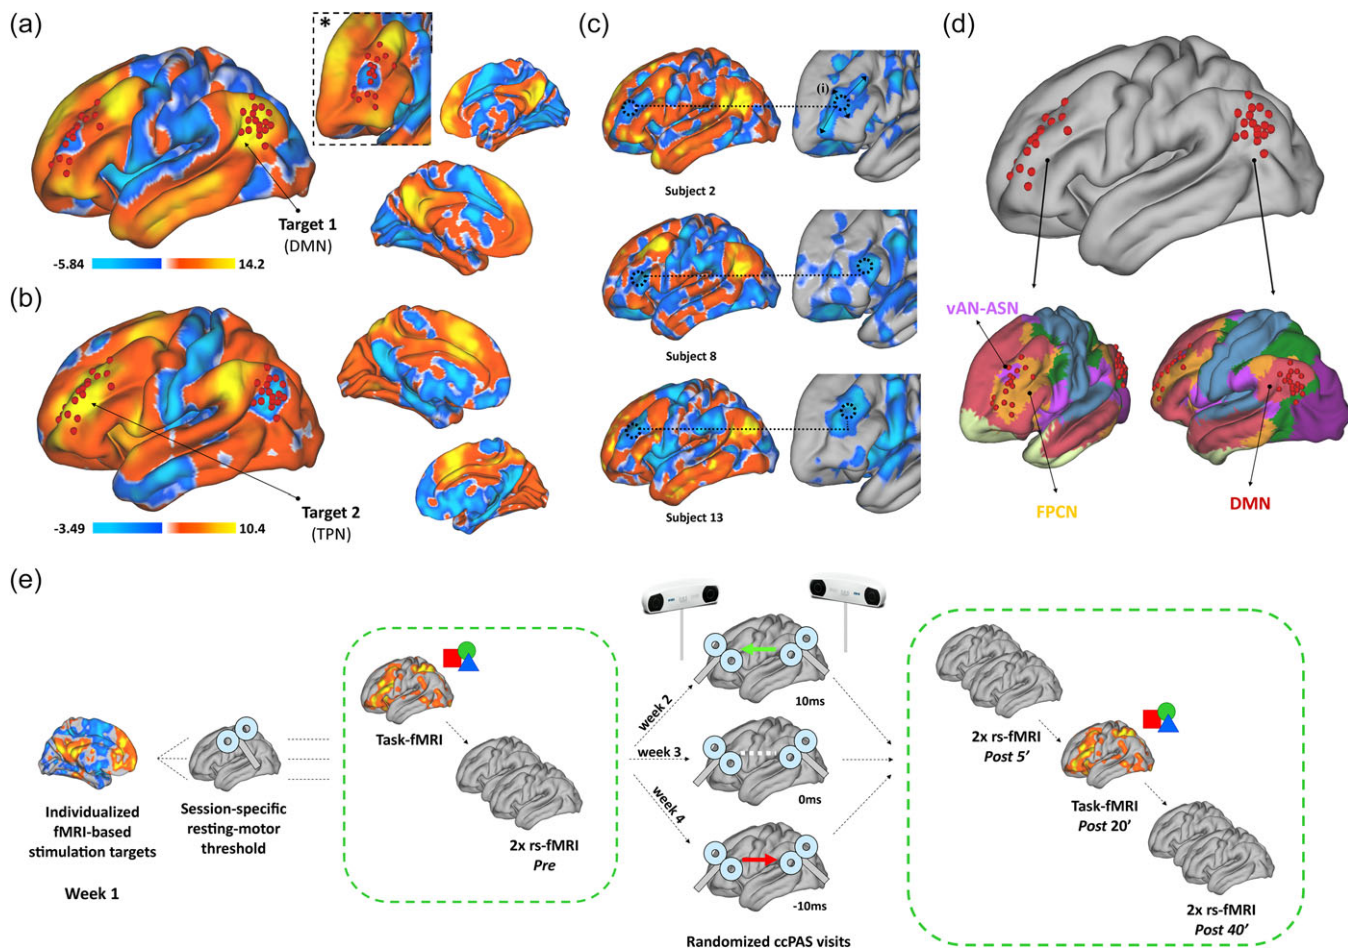 (a)
*
Target 1
(DMN)
-5.84
14.2
(b)
Target 2
(TPN)
-3.49
10.4
(c)
(i)
Subject 2
Subject 8
Subject 13
(d)
vAN-ASN
FPCN
DMN
(e)
Individualized
fMRI-based
stimulation targets
Week 1
Session-specific
resting-motor
threshold
Task-fMRI
2x rs-fMRI
Pre
week 2
week 3
week 4
10ms
0ms
-10ms
Randomized ccPAS visits
2x rs-fMRI
Post 5'
Task-fMRI
Post 20'
2x rs-fMRI
Post 40'